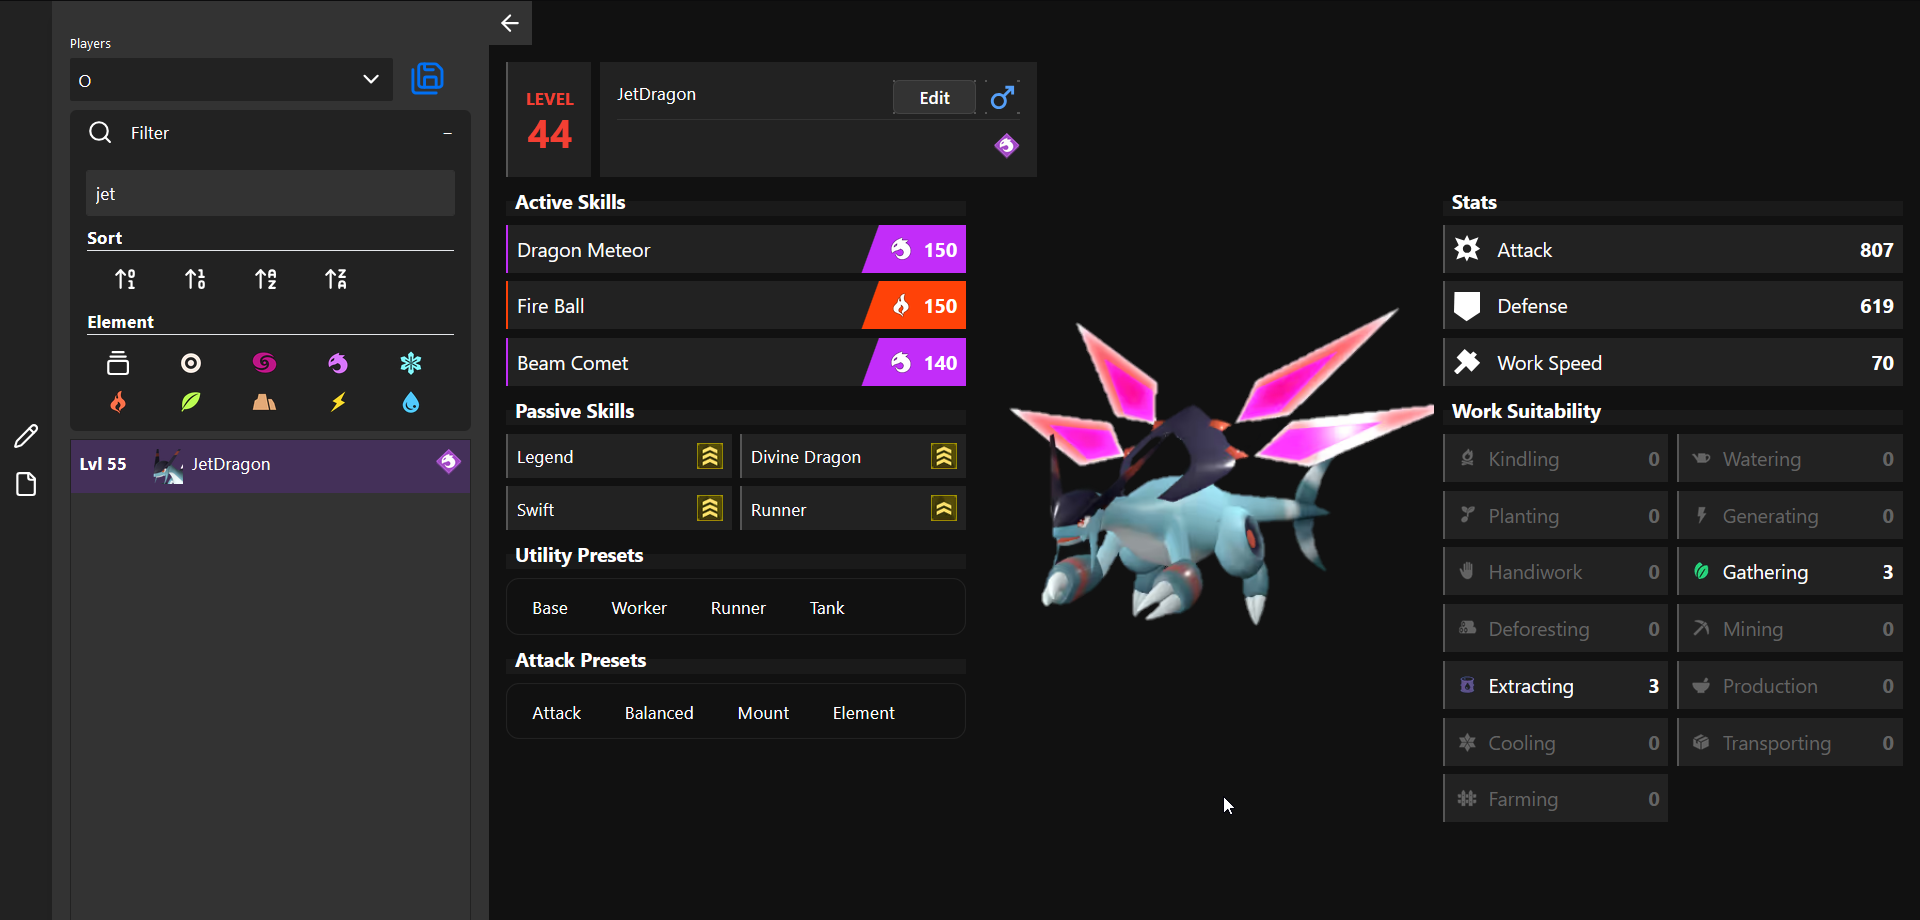 Players
O
Filter
jet
Sort
Element
Lvl 55 JetDragon
LEVEL
44
JetDragon
Edit
Active Skills
Dragon Meteor 150
Fire Ball 150
Beam Comet 140
Passive Skills
Legend
Divine Dragon
Swift
Runner
Utility Presets
Base Worker Runner Tank
Attack Presets
Attack Balanced Mount Element
Stats
Attack 807
Defense 619
Work Speed 70
Work Suitability
Kindling 0
Watering 0
Planting 0
Generating 0
Handiwork 0
Gathering 3
Deforesting 0
Mining 0
Extracting 3
Production 0
Cooling 0
Transporting 0
Farming 0